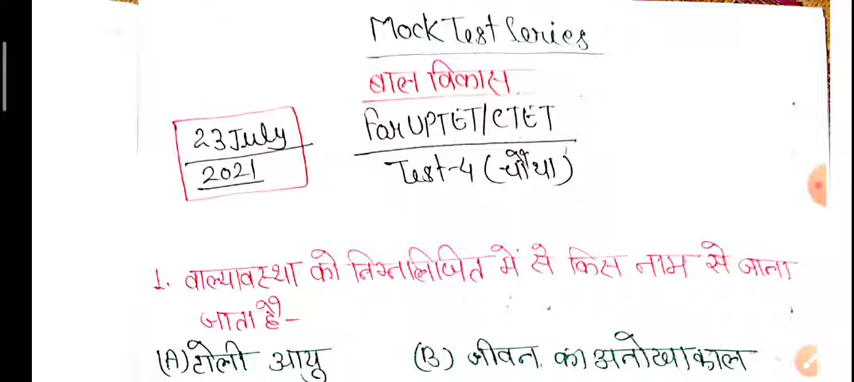 Mock Test Series
बाल विकास
For UPTET/CTET
23 July
2021
Test-4 (चौथा)
1. बाल्यावस्था को निम्नलिखित में से किस नाम से जाना
जाता है-
(A) टोली आयु (B) जीवन का अनोखा काल